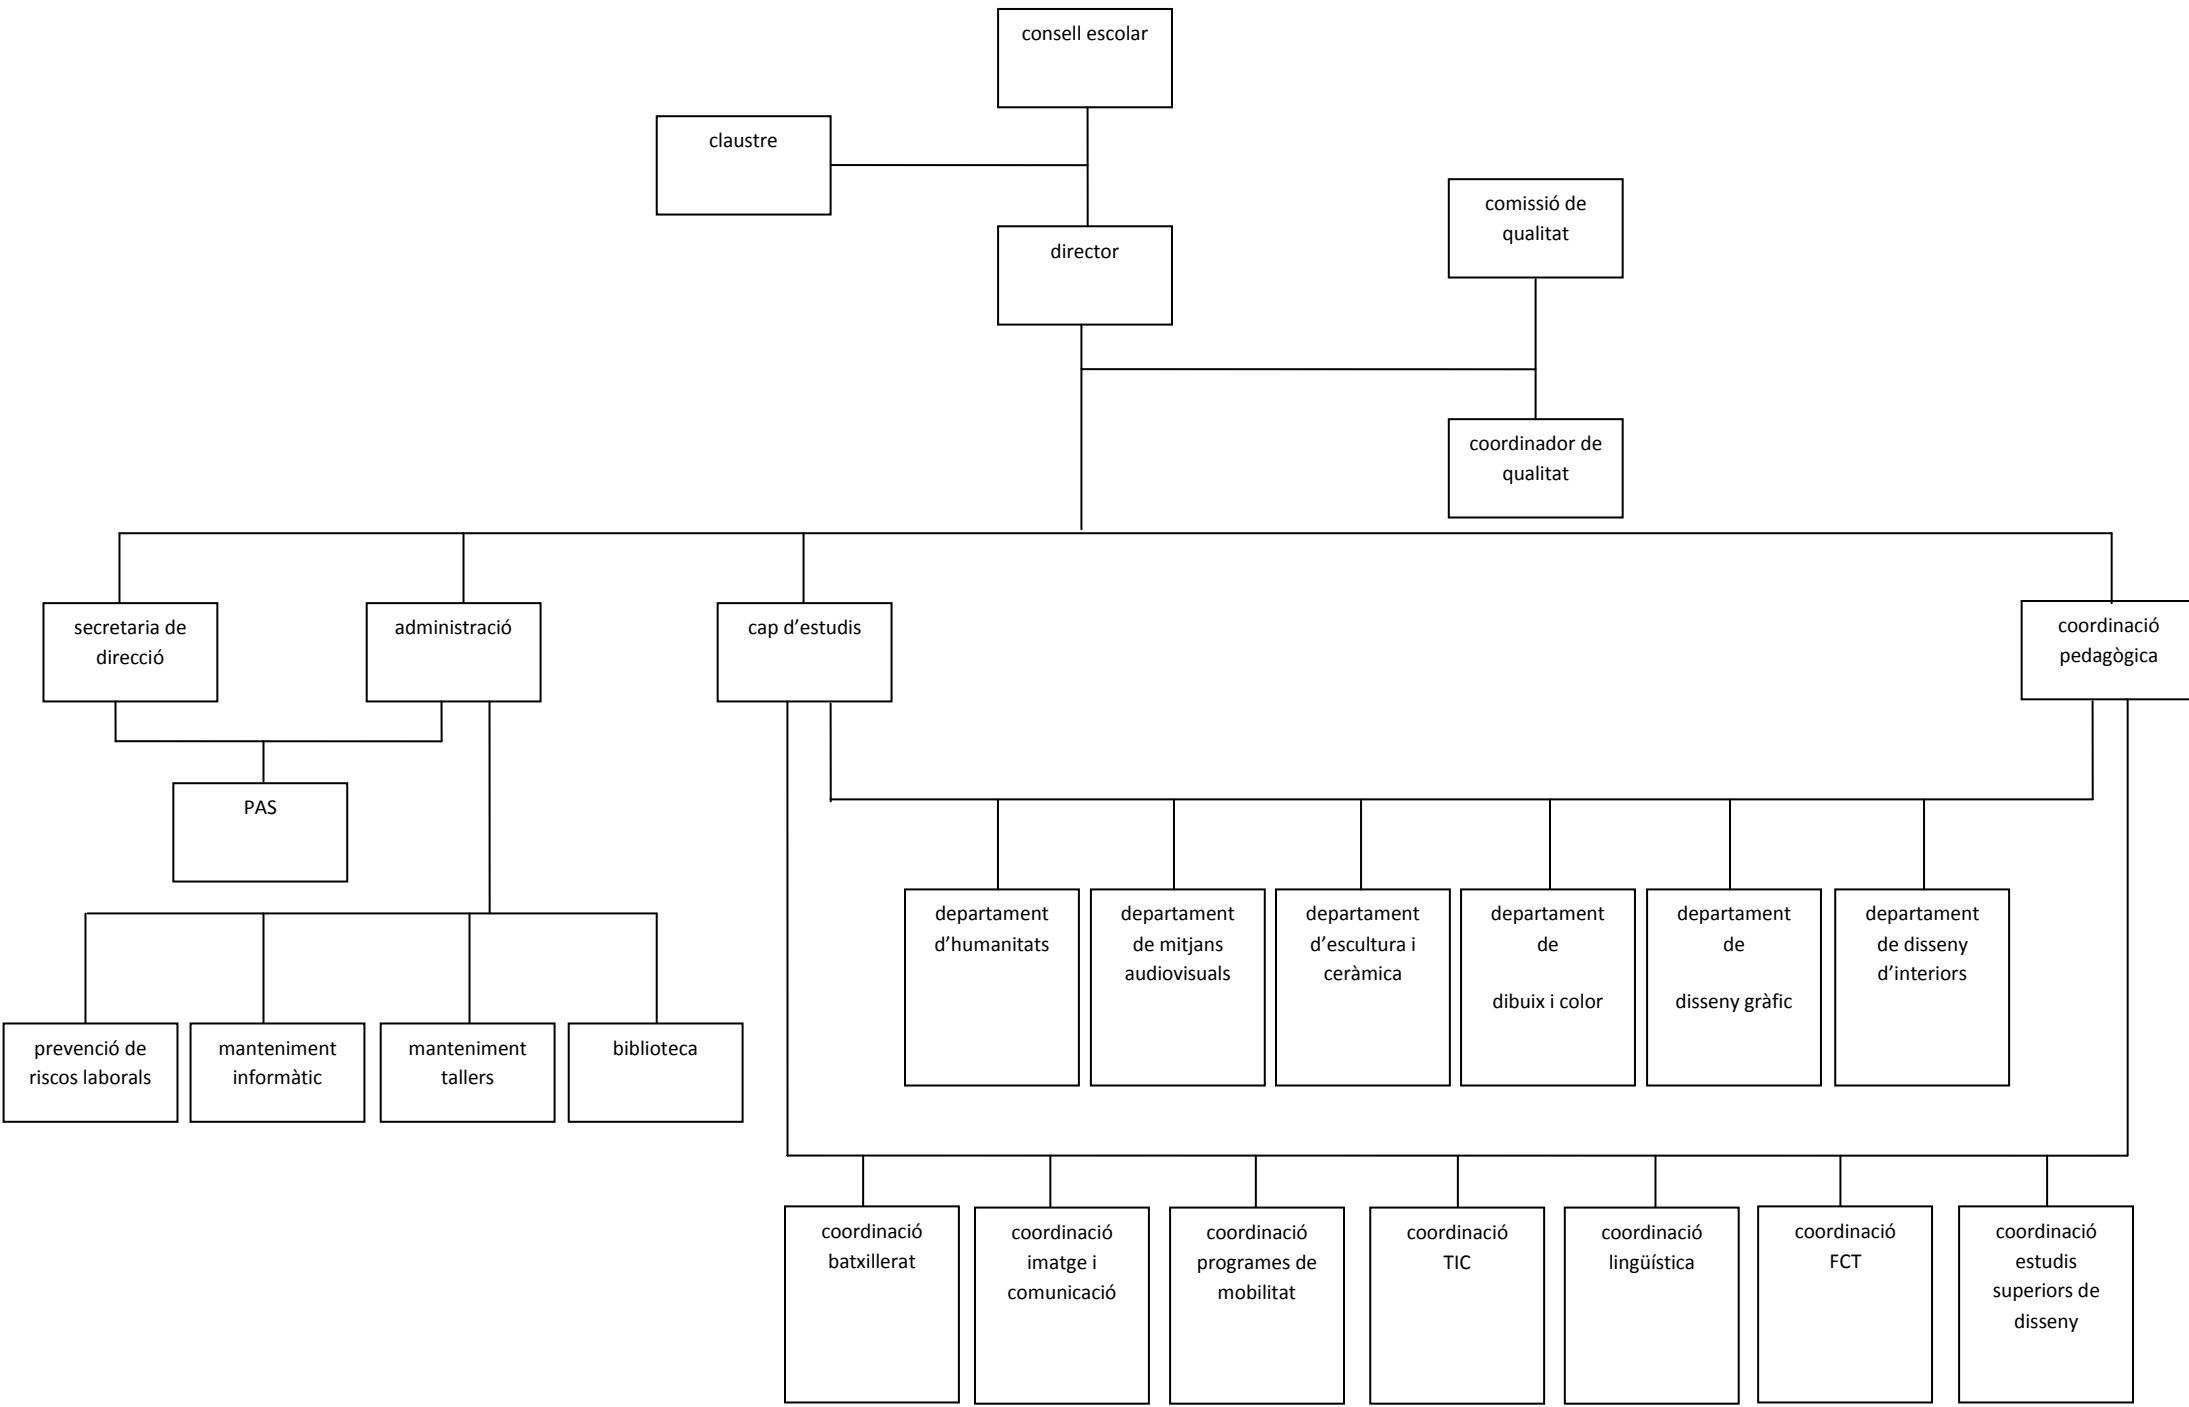 consell escolar
claustre
comissió de
qualitat
director
coordinador de
qualitat
secretaria de
direcció
administració
cap d’estudis
coordinació
pedagògica
PAS
departament
d’humanitats
departament
de mitjans
audiovisuals
departament
d’escultura i
ceràmica
departament
de
dibuix i color
departament
de
disseny gràfic
departament
de disseny
d’interiors
prevenció de
riscos laborals
manteniment
informàtic
manteniment
tallers
biblioteca
coordinació
batxillerat
coordinació
imatge i
comunicació
coordinació
programes de
mobilitat
coordinació
TIC
coordinació
lingüística
coordinació
FCT
coordinació
estudis
superiors de
disseny